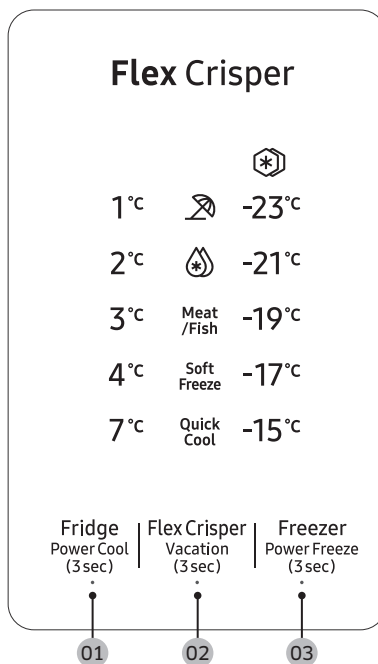 Flex Crisper
1°C -23°C
2°C -21°C
3°C Meat /Fish -19°C
4°C Soft Freeze -17°C
7°C Quick Cool -15°C
Fridge Flex Crisper Freezer
Power Cool Vacation Power Freeze
(3 sec) (3 sec) (3 sec)
01 02 03